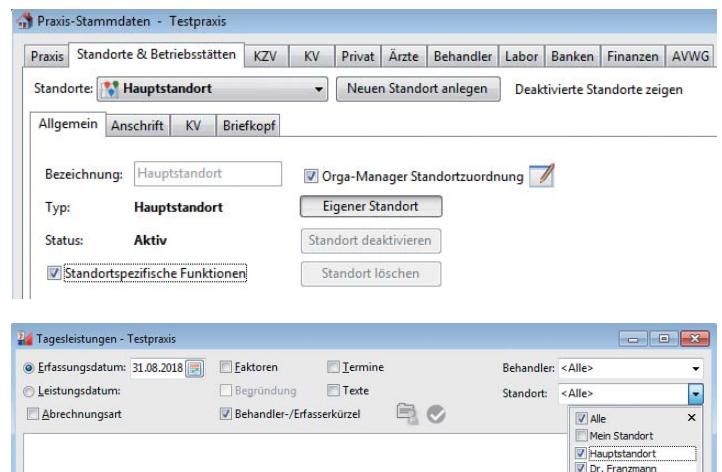 Praxis-Stammdaten - Testpraxis
Praxis Standorte & Betriebsstätten KZV KV Privat Ärzte Behandler Labor Banken Finanzen AVWG
Standorte: Hauptstandort Neuen Standort anlegen Deaktivierte Standorte zeigen
Allgemein Anschrift KV Briefkopf
Bezeichnung: Hauptstandort Orga-Manager Standortzuordnung
Typ: Hauptstandort Eigener Standort
Status: Aktiv Standort deaktivieren
Standortspezifische Funktionen Standort löschen
Tagesleistungen - Testpraxis
Erfassungsdatum: 31.08.2018 Faktoren Termine Behandler: <Alle>
Leistungsdatum: Begründung Texte Standort: <Alle>
Abrechnungsart Behandler-/Erfasserkürzel Alle
Mein Standort
Hauptstandort
Dr. Franzmann